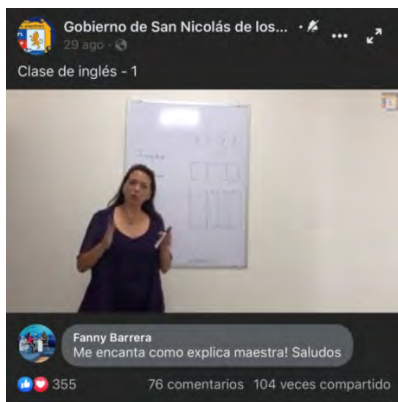 Gobierno de San Nicolás de los...
29 ago
Clase de inglés - 1
Fanny Barrera
Me encanta como explica maestra! Saludos
355
76 comentarios 104 veces compartido